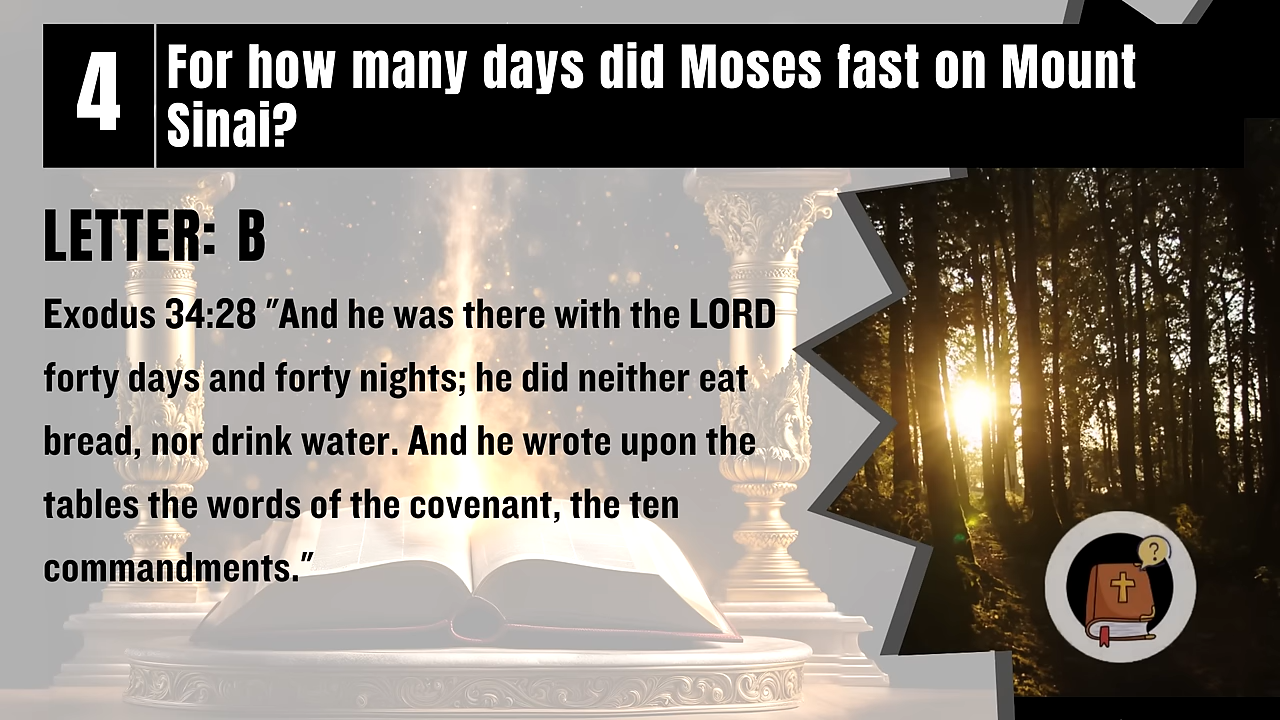 4
For how many days did Moses fast on Mount
Sinai?
LETTER: B
Exodus 34:28 "And he was there with the LORD
forty days and forty nights; he did neither eat
bread, nor drink water. And he wrote upon the
tables the words of the covenant, the ten
commandments."
?